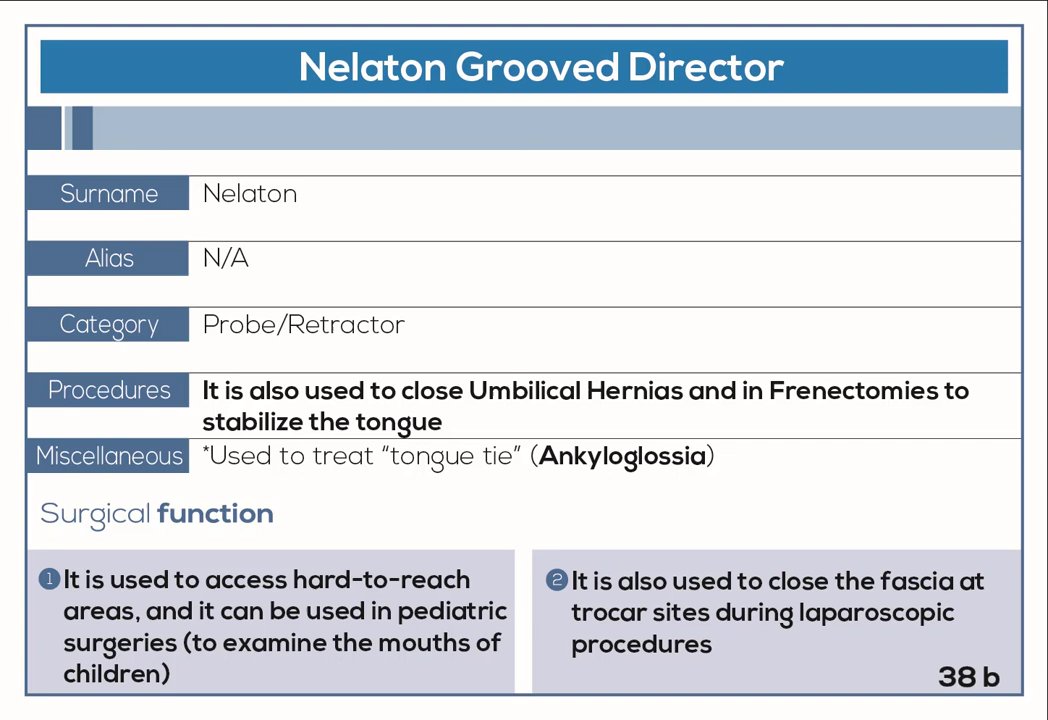 Nelaton Grooved Director
Surname
Nelaton
Alias
N/A
Category
Probe/Retractor
Procedures
It is also used to close Umbilical Hernias and in Frenectomies to
stabilize the tongue
Miscellaneous
*Used to treat “tongue tie” (Ankyloglossia)
Surgical function
1 It is used to access hard-to-reach
areas, and it can be used in pediatric
surgeries (to examine the mouths of
children)
2 It is also used to close the fascia at
trocar sites during laparoscopic
procedures
38 b